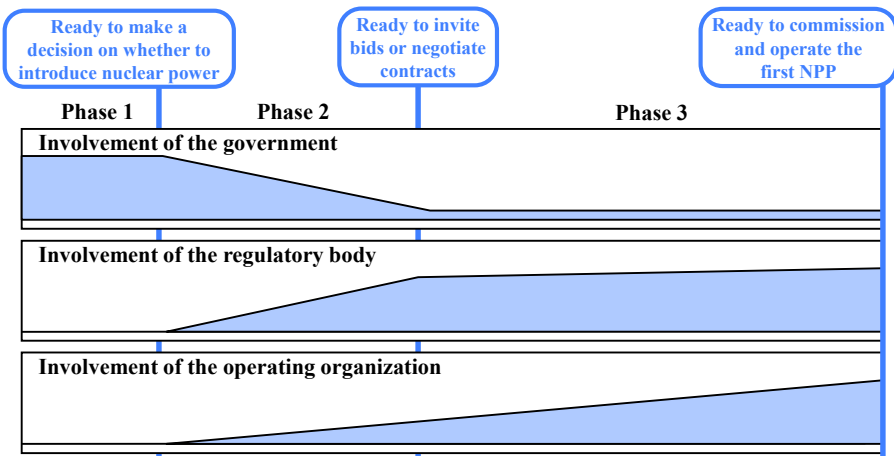 Ready to make a
decision on whether to
introduce nuclear power
Ready to invite
bids or negotiate
contracts
Ready to commission
and operate the
first NPP
Phase 1
Phase 2
Phase 3
Involvement of the government
Involvement of the regulatory body
Involvement of the operating organization